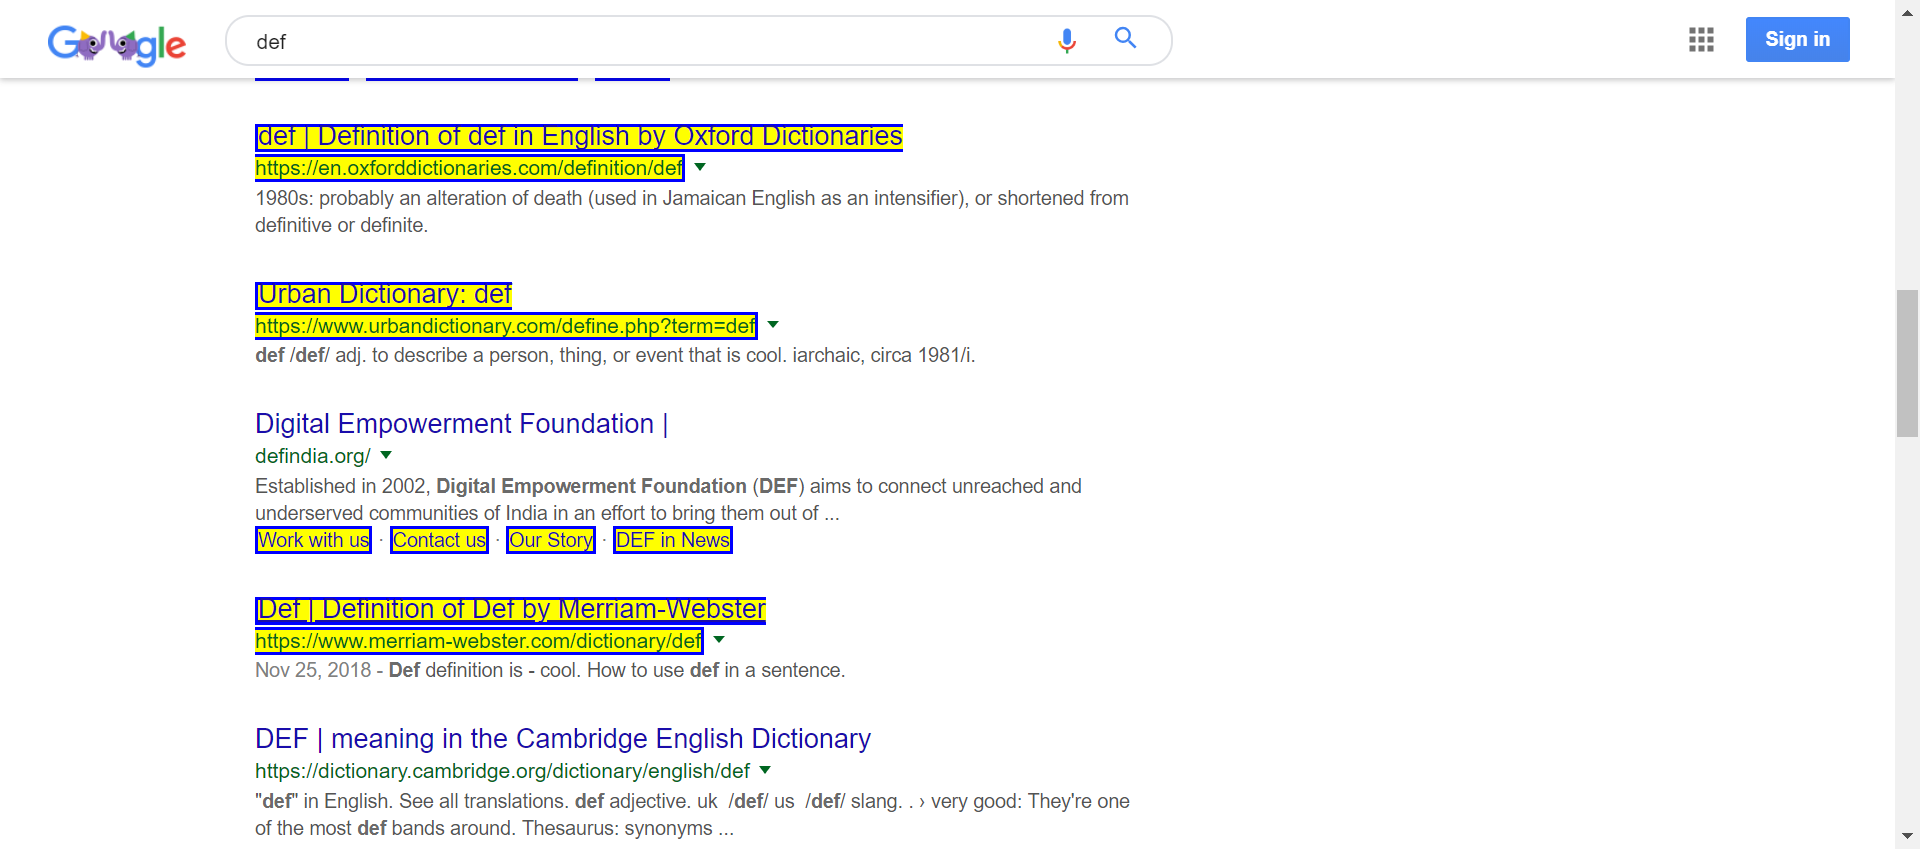 Google
def
Sign in
def | Definition of def in English by Oxford Dictionaries
https://en.oxforddictionaries.com/definition/def
1980s: probably an alteration of death (used in Jamaican English as an intensifier), or shortened from
definitive or definite.
Urban Dictionary: def
https://www.urbandictionary.com/define.php?term=def
def /def/ adj. to describe a person, thing, or event that is cool. iarchaic, circa 1981/i.
Digital Empowerment Foundation |
defindia.org/
Established in 2002, Digital Empowerment Foundation (DEF) aims to connect unreached and
underserved communities of India in an effort to bring them out of ...
Work with us · Contact us · Our Story · DEF in News
Def | Definition of Def by Merriam-Webster
https://www.merriam-webster.com/dictionary/def
Nov 25, 2018 - Def definition is - cool. How to use def in a sentence.
DEF | meaning in the Cambridge English Dictionary
https://dictionary.cambridge.org/dictionary/english/def
"def" in English. See all translations. def adjective. uk /def/ us /def/ slang. . › very good: They're one
of the most def bands around. Thesaurus: synonyms ...